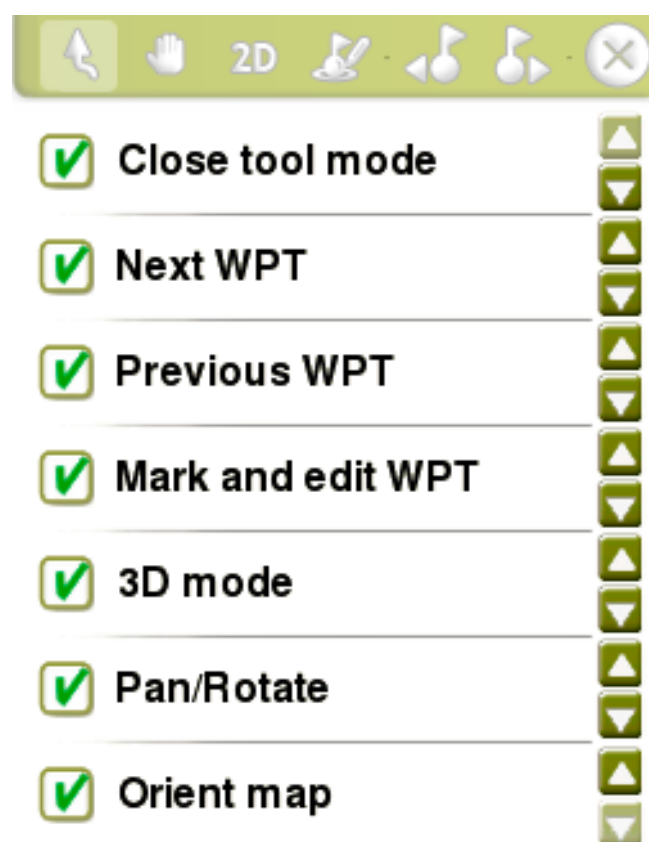 2D
Close tool mode
Next WPT
Previous WPT
Mark and edit WPT
3D mode
Pan/Rotate
Orient map